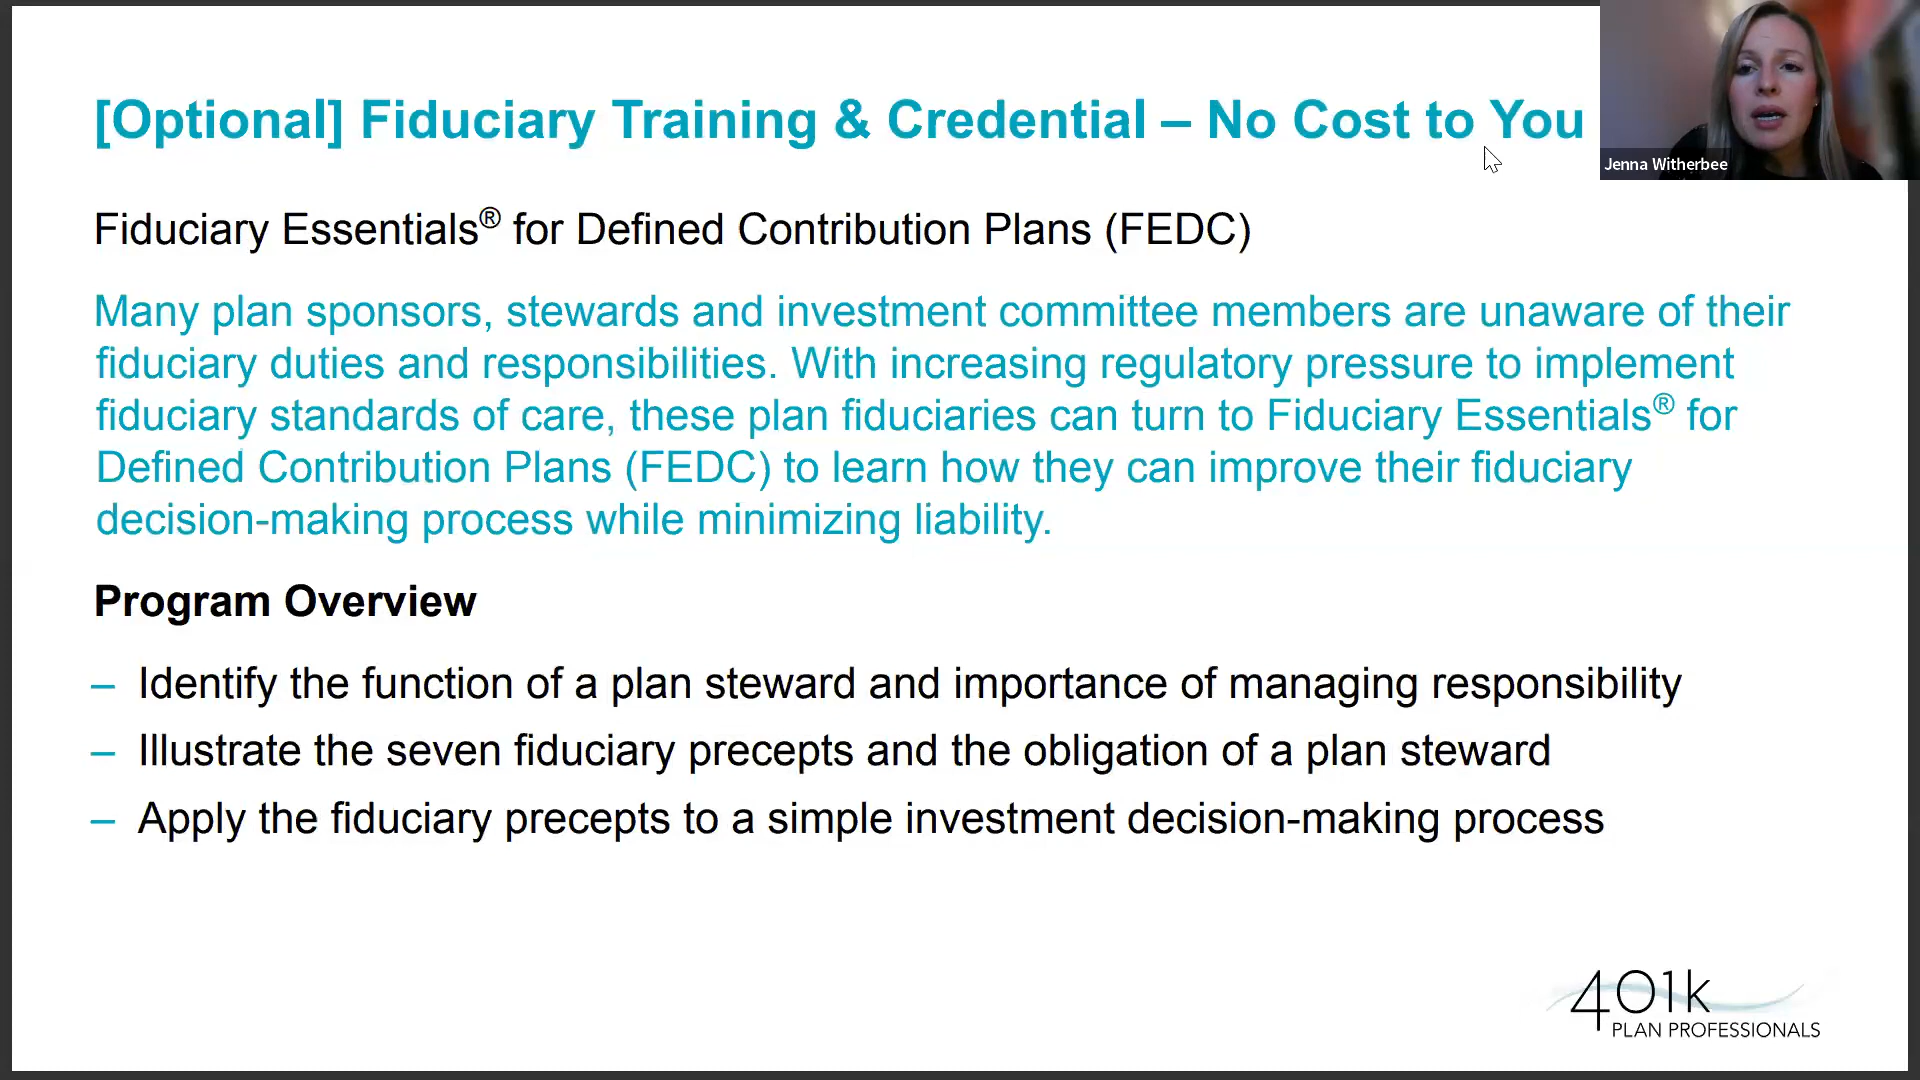 [Optional] Fiduciary Training & Credential – No Cost to You
Jenna Witherbee
Fiduciary Essentials® for Defined Contribution Plans (FEDC)
Many plan sponsors, stewards and investment committee members are unaware of their
fiduciary duties and responsibilities. With increasing regulatory pressure to implement
fiduciary standards of care, these plan fiduciaries can turn to Fiduciary Essentials® for
Defined Contribution Plans (FEDC) to learn how they can improve their fiduciary
decision-making process while minimizing liability.
Program Overview
– Identify the function of a plan steward and importance of managing responsibility
– Illustrate the seven fiduciary precepts and the obligation of a plan steward
– Apply the fiduciary precepts to a simple investment decision-making process
401k
PLAN PROFESSIONALS